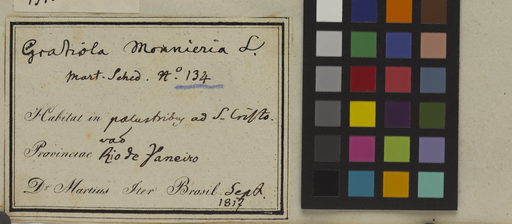 Gratiola Monnieria L.
Mart. Sched. No. 134
Habitat in palustribus ad S. Cristo-
vao
Provinciae Rio de Janeiro
Dr Martius Iter Brasil. Sept.
1817